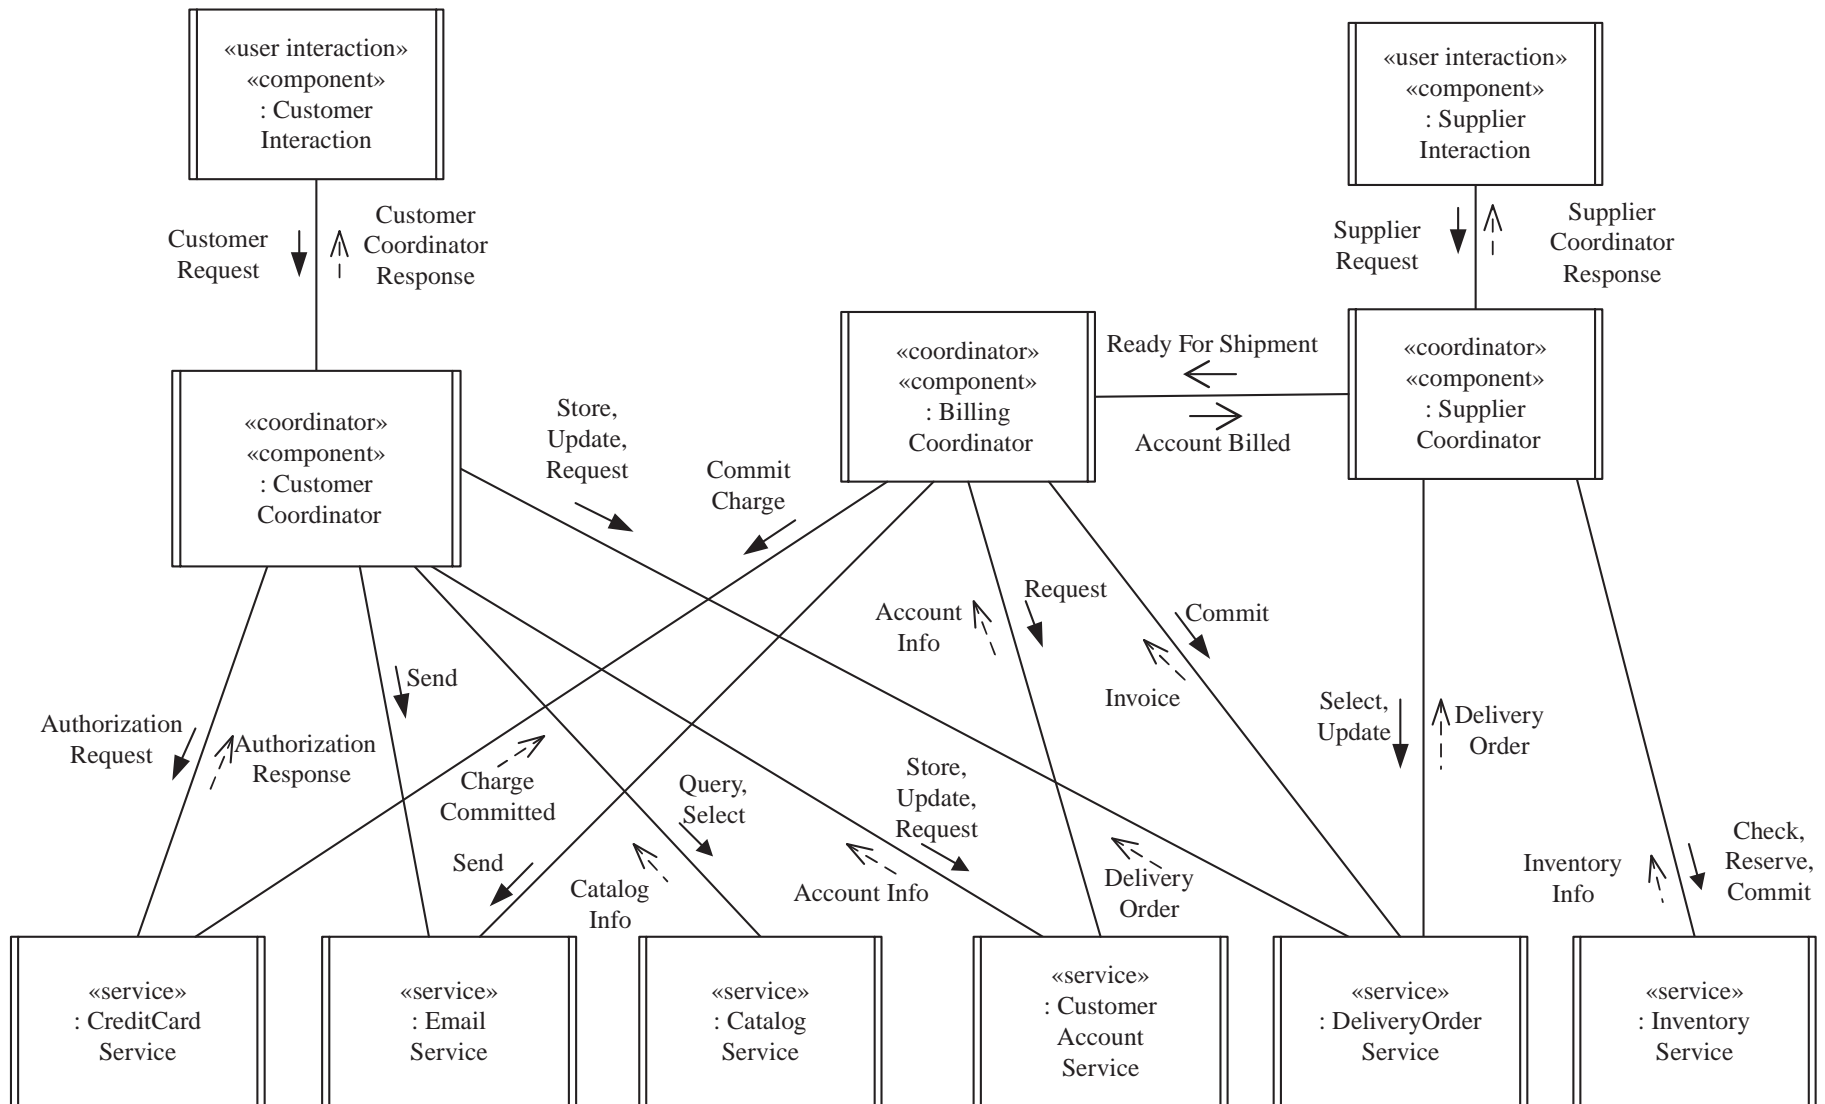 «user interaction»
«component»
: Customer
Interaction
«user interaction»
«component»
: Supplier
Interaction
Customer
Request
Customer
Coordinator
Response
Supplier
Request
Supplier
Coordinator
Response
«coordinator»
«component»
: Customer
Coordinator
«coordinator»
«component»
: Billing
Coordinator
Ready For Shipment
Account Billed
«coordinator»
«component»
: Supplier
Coordinator
Store,
Update,
Request
Commit
Charge
Account
Info
Request
Commit
Invoice
Send
Authorization
Request
Authorization
Response
Charge
Committed
Query,
Select
Store,
Update,
Request
Select,
Update
Delivery
Order
Send
Catalog
Info
Account Info
Delivery
Order
Inventory
Info
Check,
Reserve,
Commit
«service»
: CreditCard
Service
«service»
: Email
Service
«service»
: Catalog
Service
«service»
: Customer
Account
Service
«service»
: DeliveryOrder
Service
«service»
: Inventory
Service